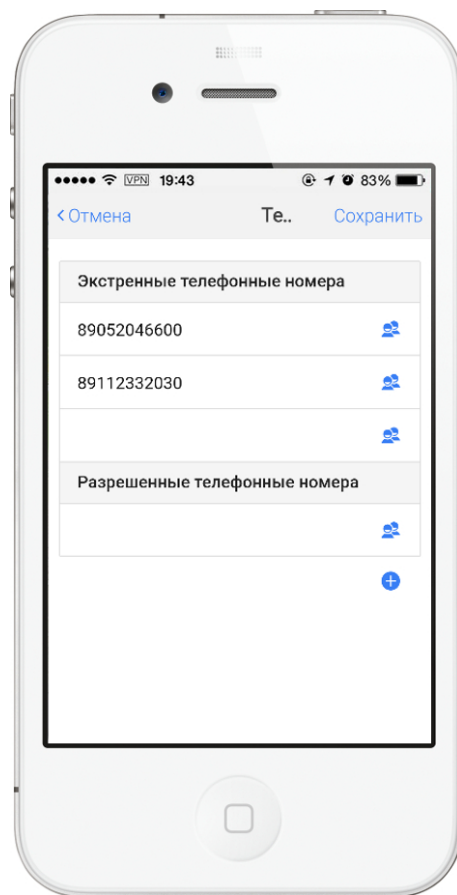 VPN 19:43 83%
Отмена Те.. Сохранить
Экстренные телефонные номера
89052046600
89112332030
Разрешенные телефонные номера